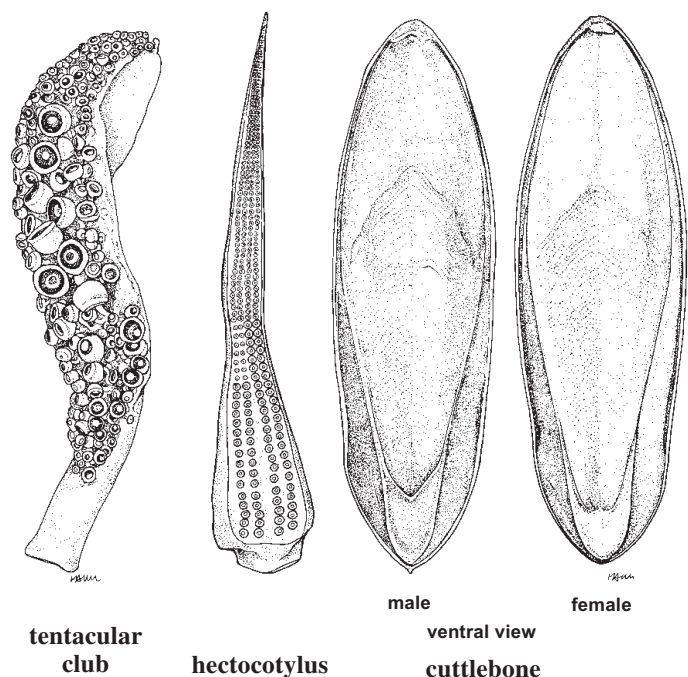 male
female
ventral view
tentacular
club
hectocotylus
cuttlebone